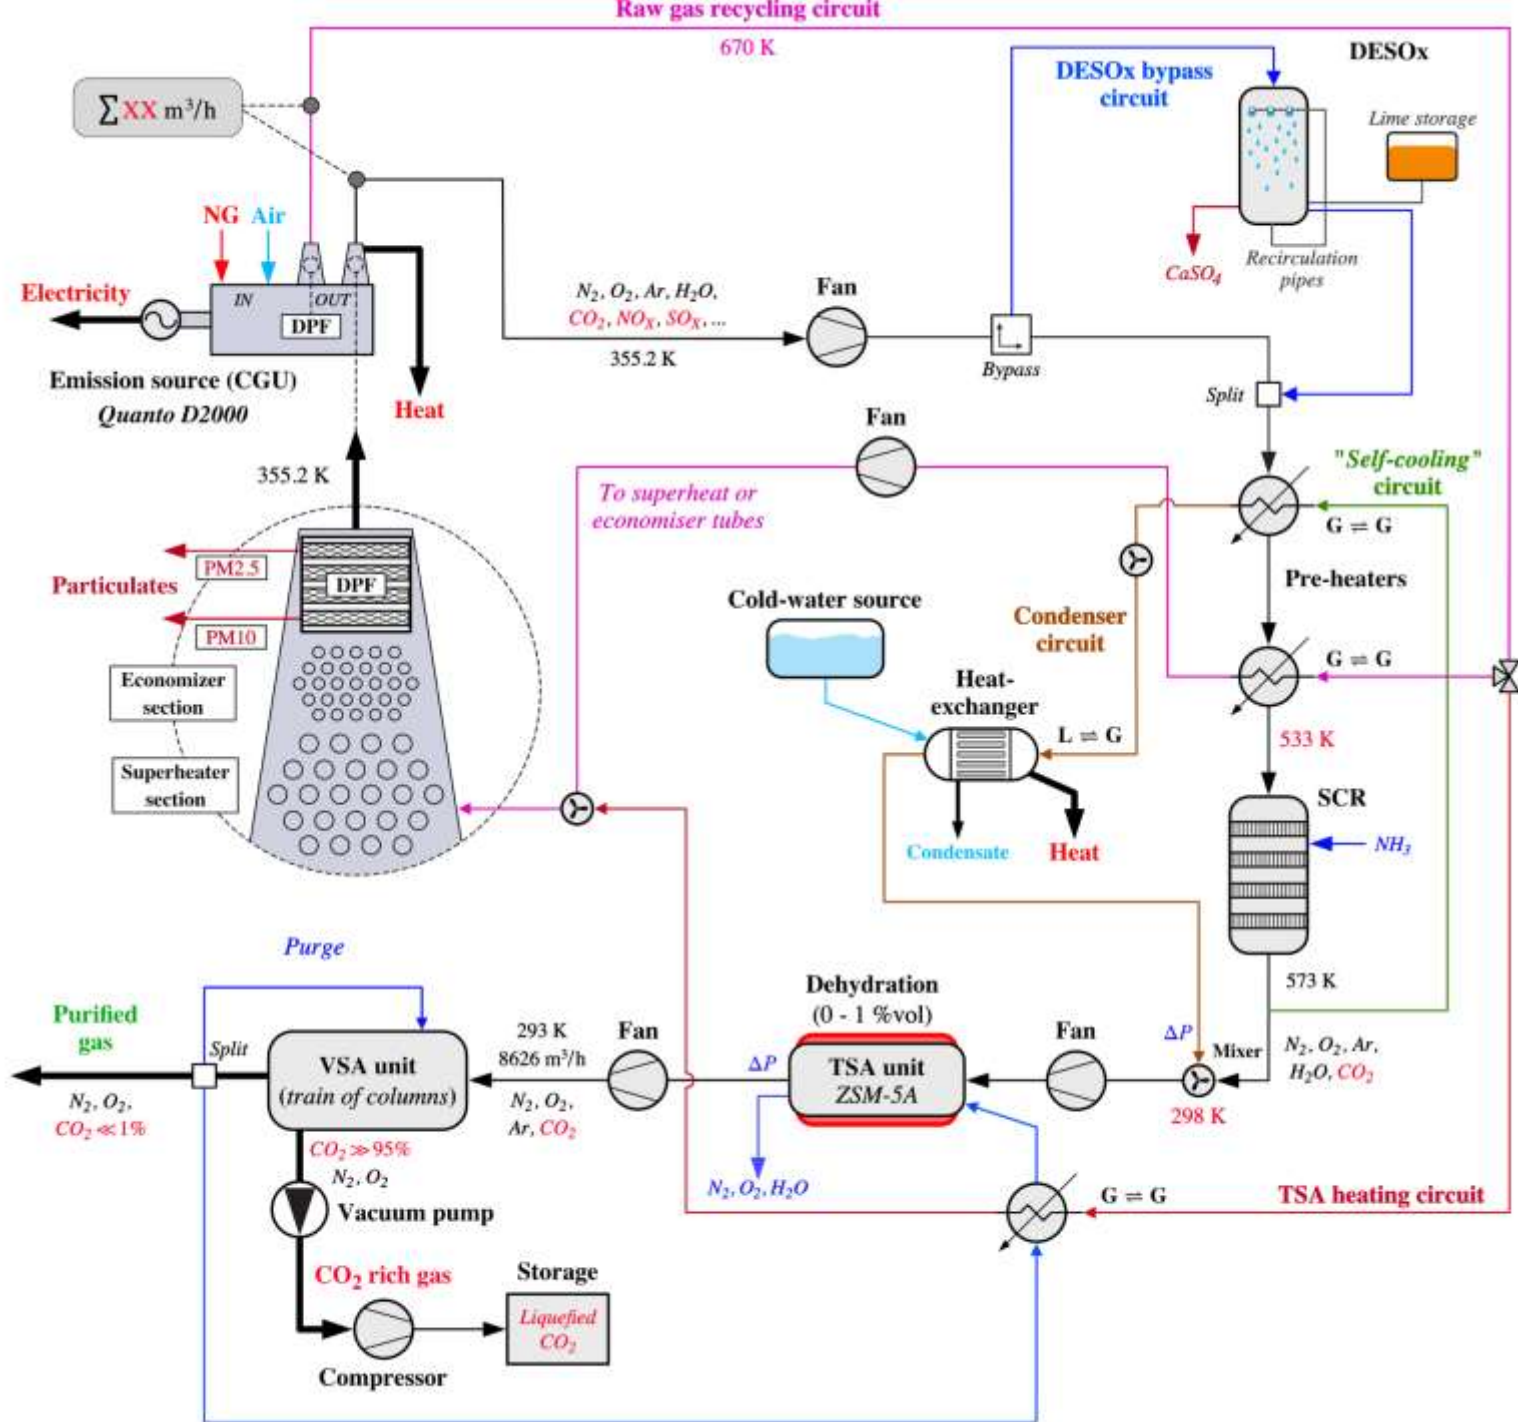 Raw gas recycling circuit
670 K
DESOx
DESOx bypass
circuit
∑XX m³/h
Lime storage
NG Air
Recirculation
pipes
CaSO₄
Electricity
IN OUT
DPF
N₂, O₂, Ar, H₂O,
CO₂, NOX, SOX, ...
355.2 K
Fan
Bypass
Emission source (CGU)
Quanto D2000
Heat
Split
Fan
355.2 K
To superheat or
economiser tubes
"Self-cooling"
circuit
G ⇌ G
PM2.5
Particulates
DPF
PM10
Pre-heaters
Cold-water source
Condenser
circuit
G ⇌ G
Economizer
section
Heat-
exchanger
L ⇌ G
533 K
Superheater
section
SCR
NH₃
Condensate
Heat
Purge
573 K
Dehydration
(0 - 1 %vol)
Purified
gas
Split
VSA unit
(train of columns)
293 K
8626 m³/h
Fan
ΔP
TSA unit
ZSM-5A
Fan
ΔP
Mixer
N₂, O₂, Ar,
H₂O, CO₂
N₂, O₂,
CO₂ ≪ 1%
N₂, O₂,
Ar, CO₂
298 K
CO₂ ≫ 95%
N₂, O₂
N₂, O₂, H₂O
G ⇌ G
TSA heating circuit
Vacuum pump
CO₂ rich gas
Storage
Liquefied
CO₂
Compressor